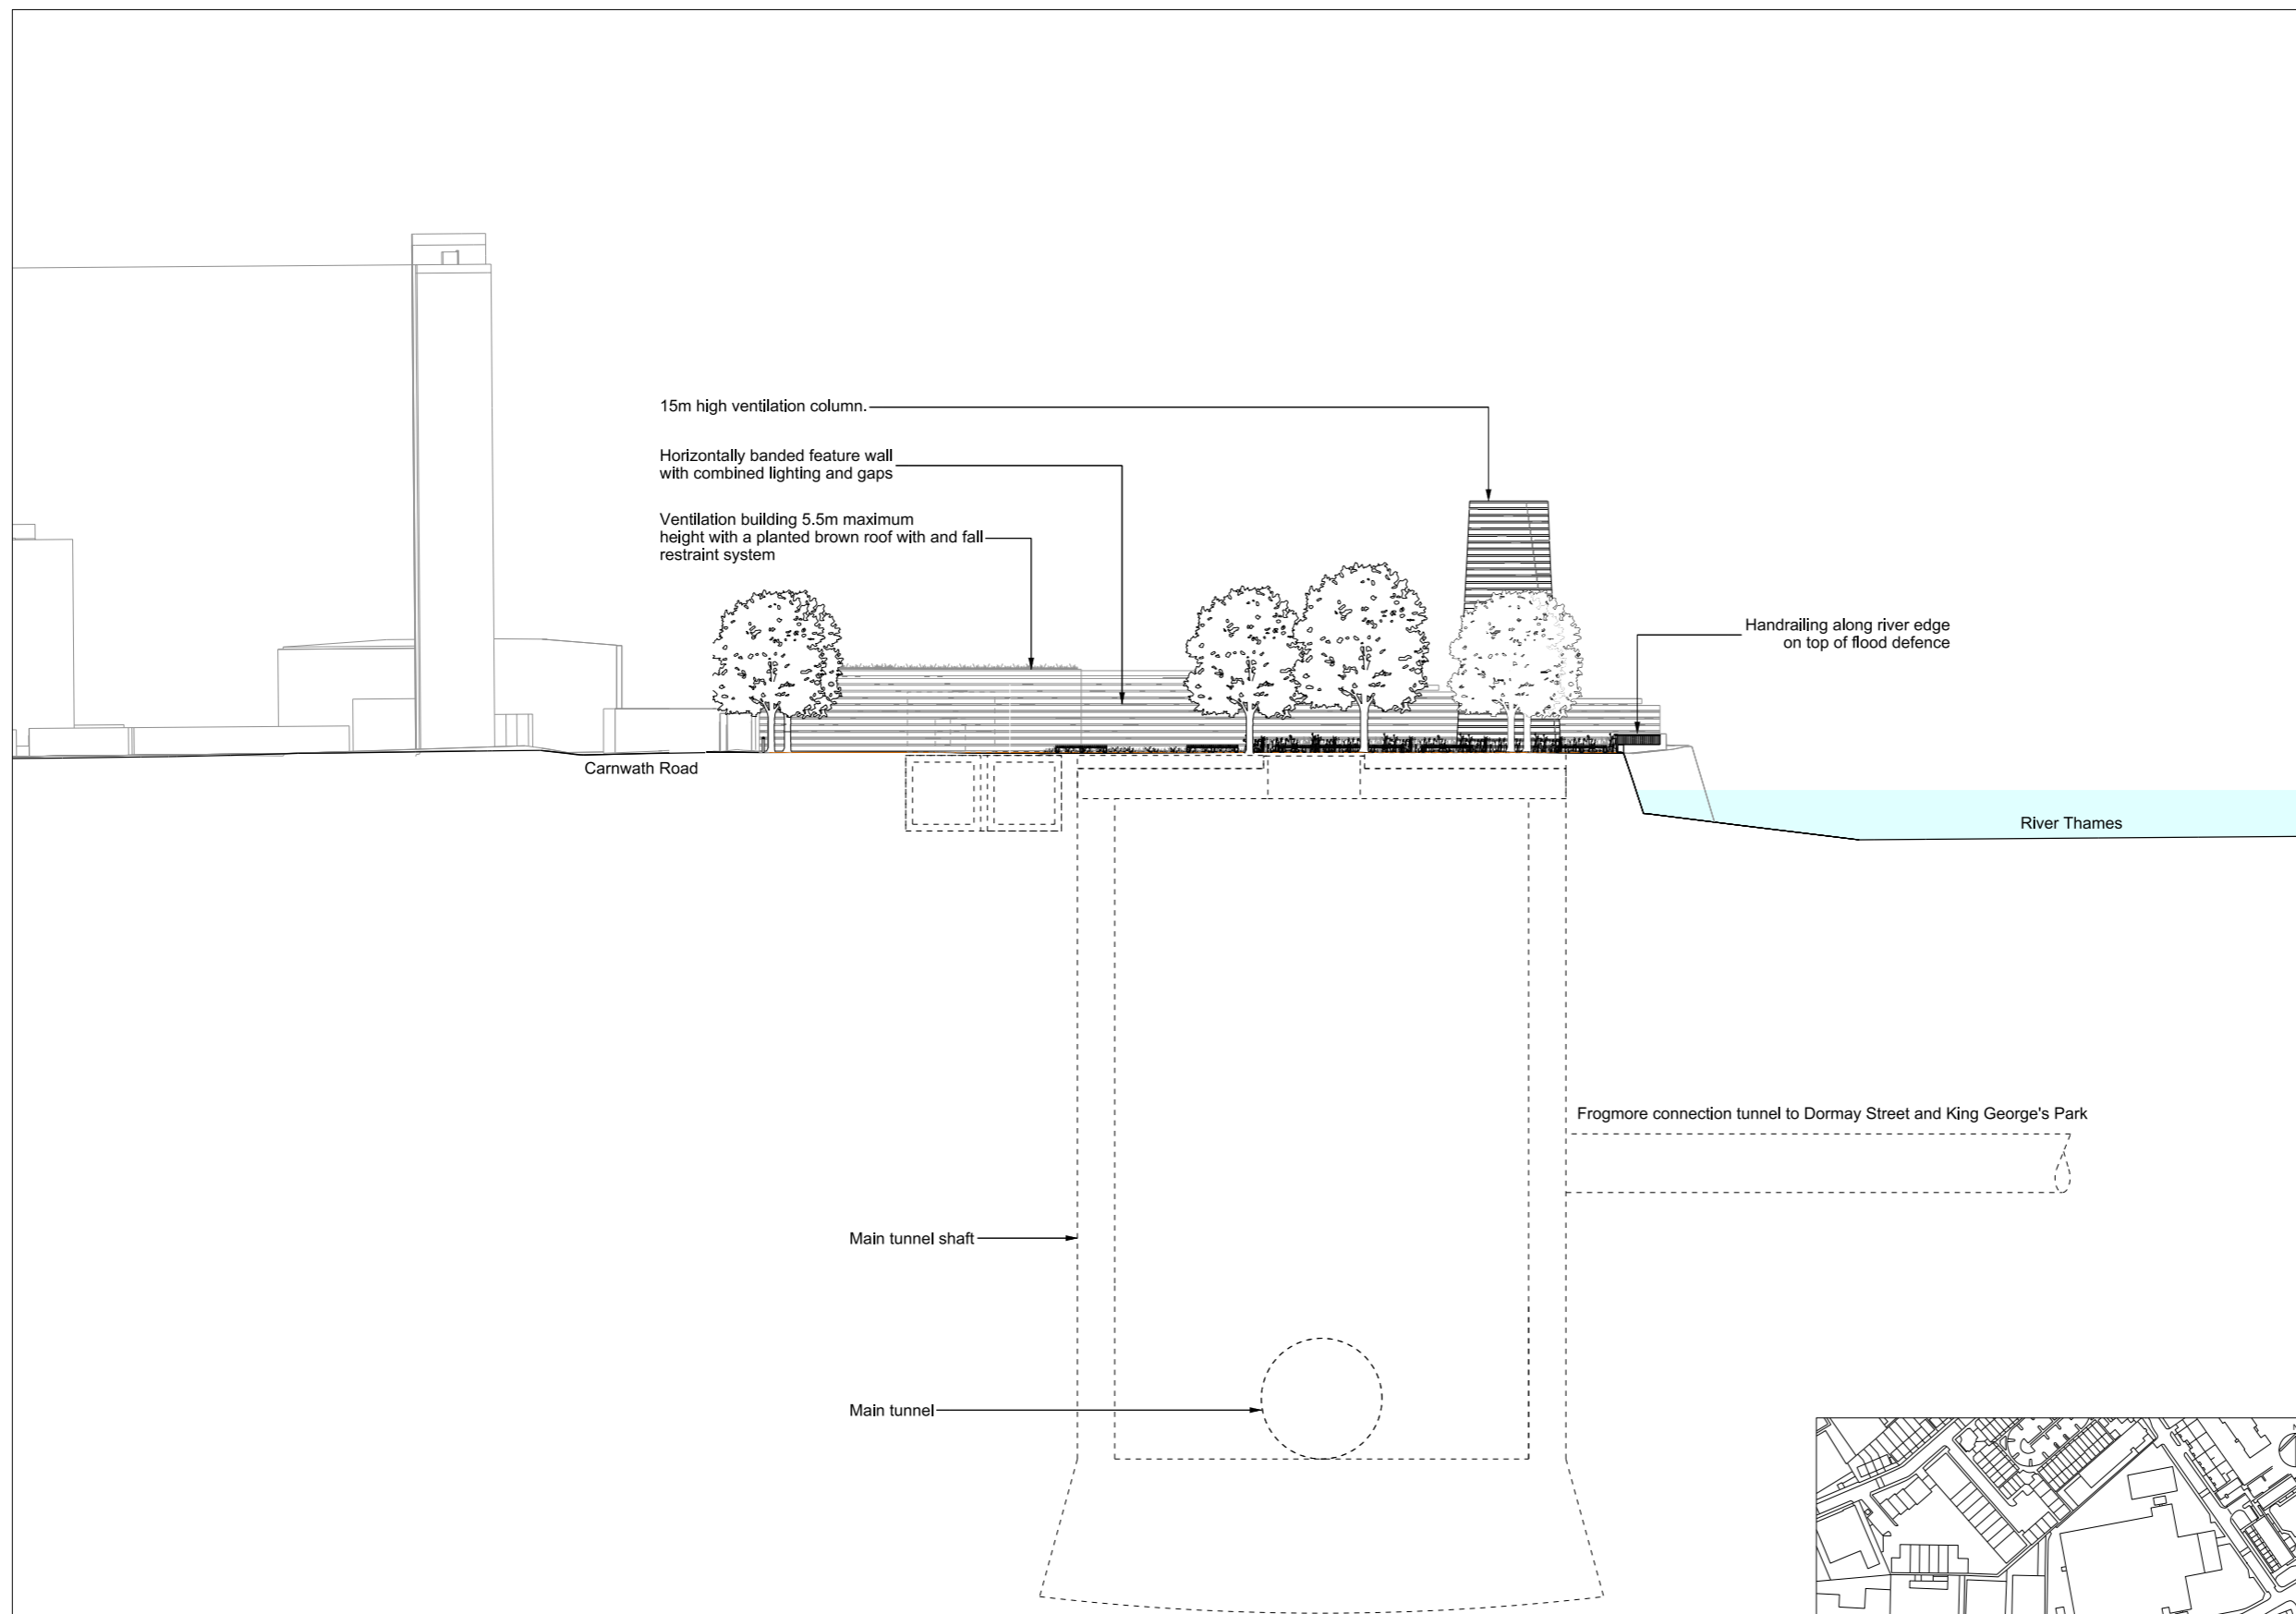 15m high ventilation column.
Horizontally banded feature wall
with combined lighting and gaps
Ventilation building 5.5m maximum
height with a planted brown roof with and fall
restraint system
Handrailing along river edge
on top of flood defence
Carnwath Road
River Thames
Frogmore connection tunnel to Dormay Street and King George's Park
Main tunnel shaft
Main tunnel